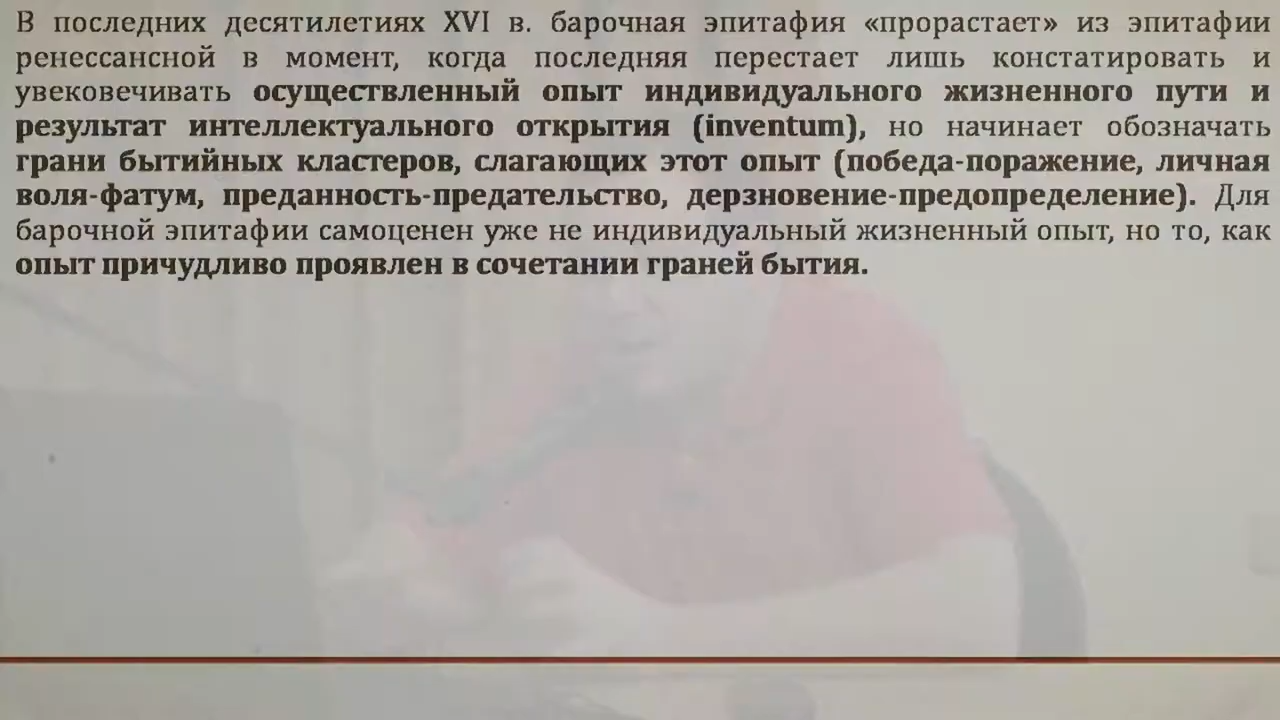 В последних десятилетиях XVI в. барочная эпитафия «прорастает» из эпитафии
ренессансной в момент, когда последняя перестает лишь констатировать и
увековечивать осуществленный опыт индивидуального жизненного пути и
результат интеллектуального открытия (inventum), но начинает обозначать
грани бытийных кластеров, слагающих этот опыт (победа-поражение, личная
воля-фатум, преданность-предательство, дерзновение-предопределение). Для
барочной эпитафии самоценен уже не индивидуальный жизненный опыт, но то, как
опыт причудливо проявлен в сочетании граней бытия.